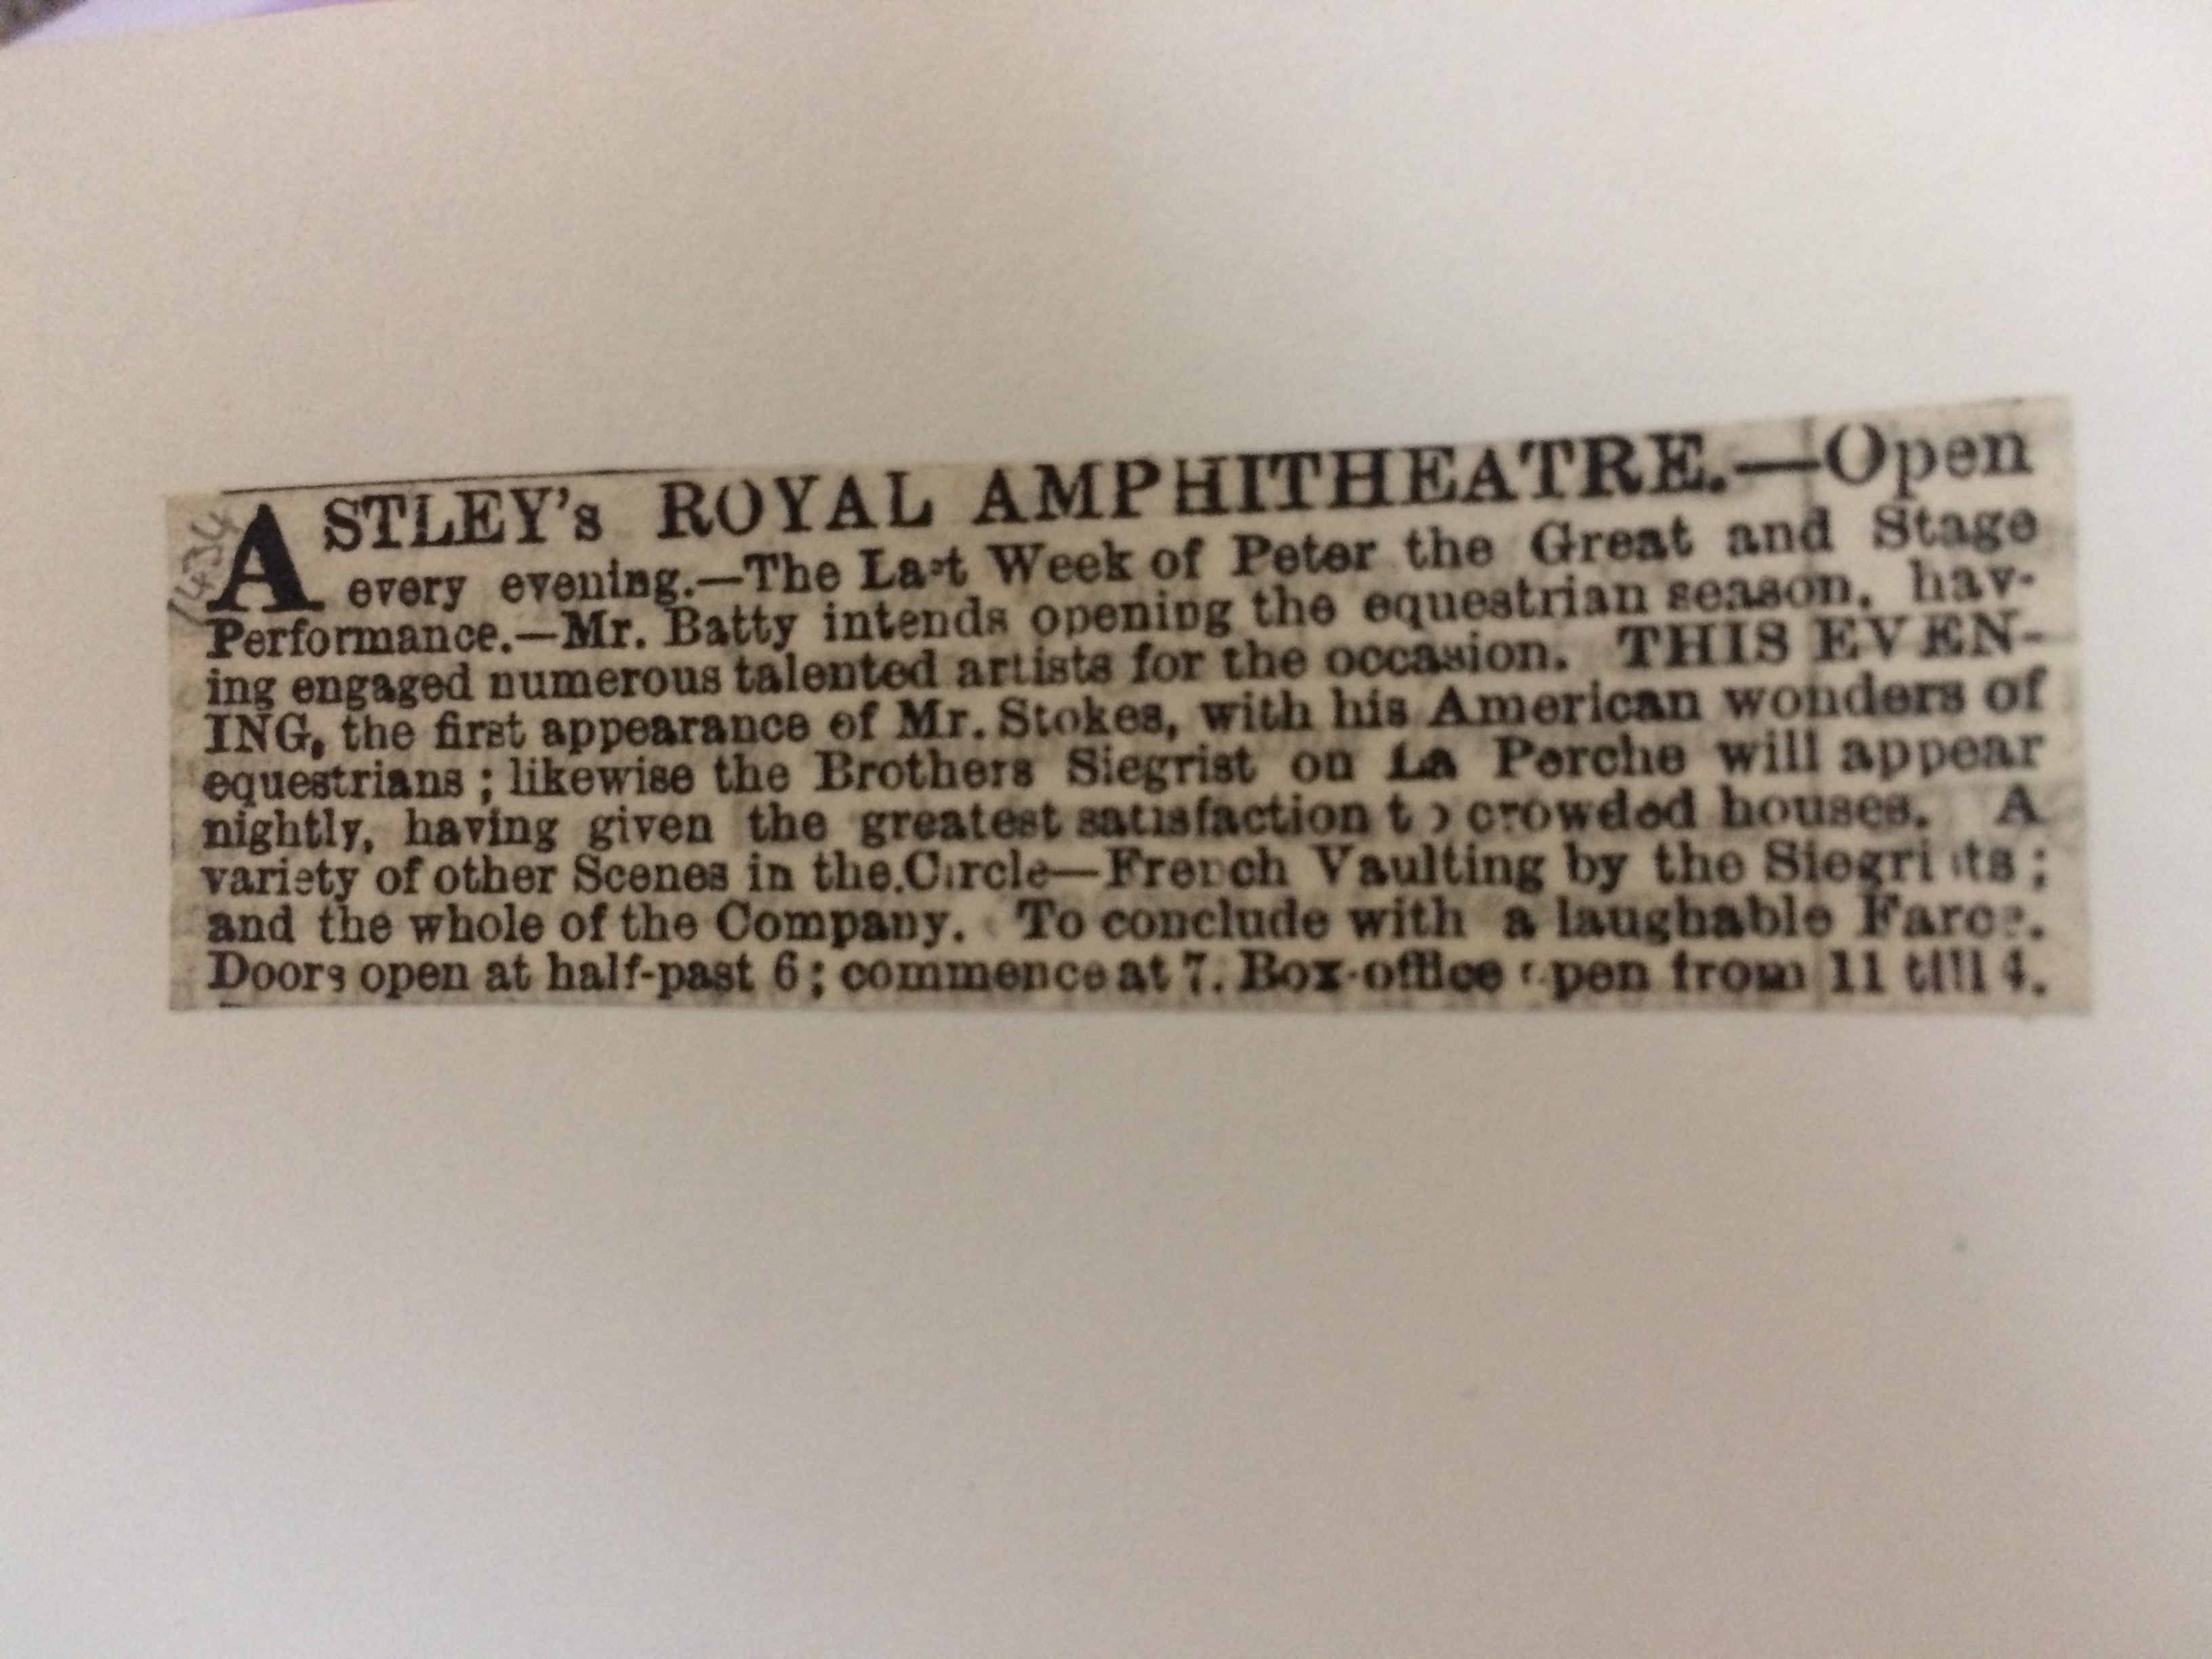 ASTLEY's ROYAL AMPHITHEATRE.—Open
every evening.—The Last Week of Peter the Great and Stage
Performance.—Mr. Batty intends opening the equestrian season, hav-
ing engaged numerous talented artists for the occasion. THIS EVEN-
ING, the first appearance of Mr. Stokes, with his American wonders of
equestrians; likewise the Brothers Siegrist on La Perche will appear
nightly, having given the greatest satisfaction to crowded houses. A
variety of other Scenes in the Circle—French Vaulting by the Siegrists;
and the whole of the Company. To conclude with a laughable Farce.
Doors open at half-past 6; commence at 7. Box-office open from 11 till 4.